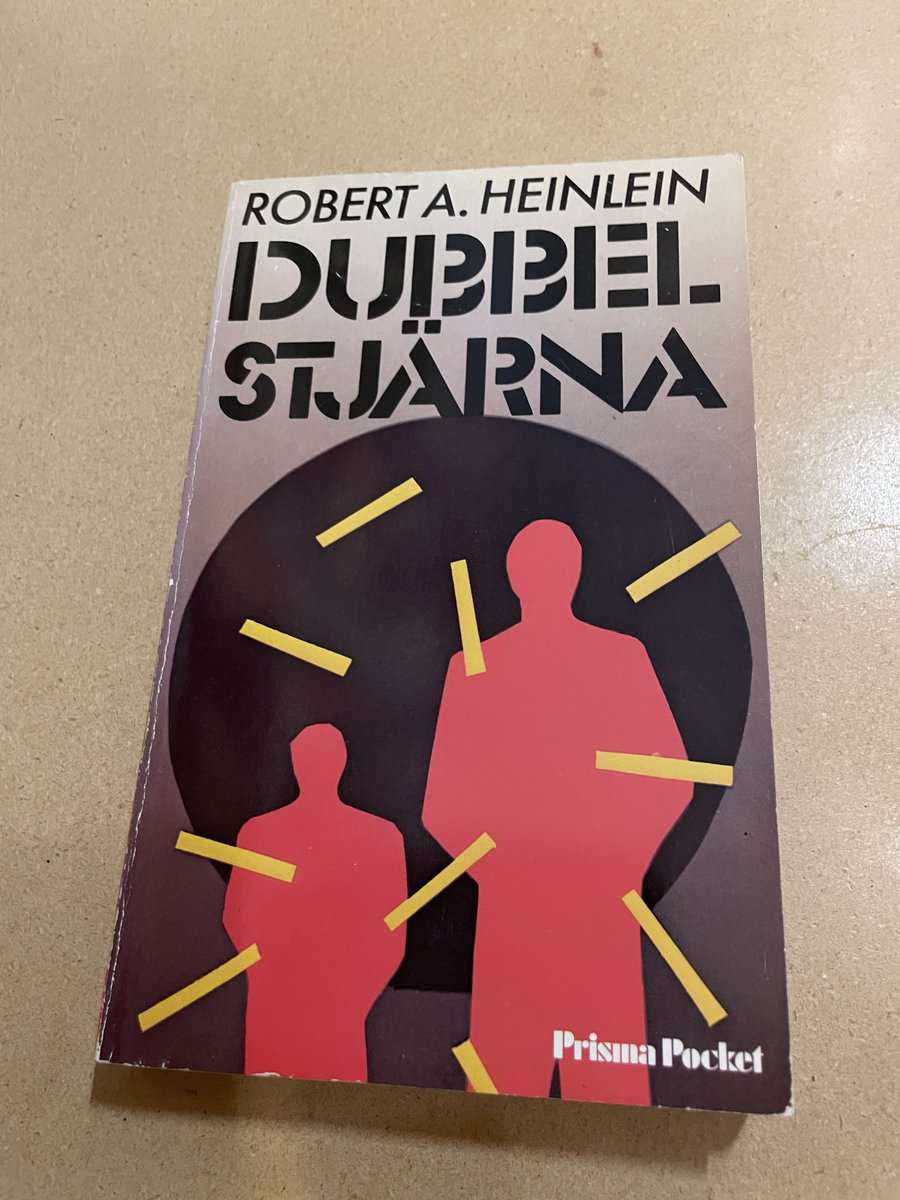 ROBERT A. HEINLEIN
DUBBEL
STJÄRNA
Prisma Pocket